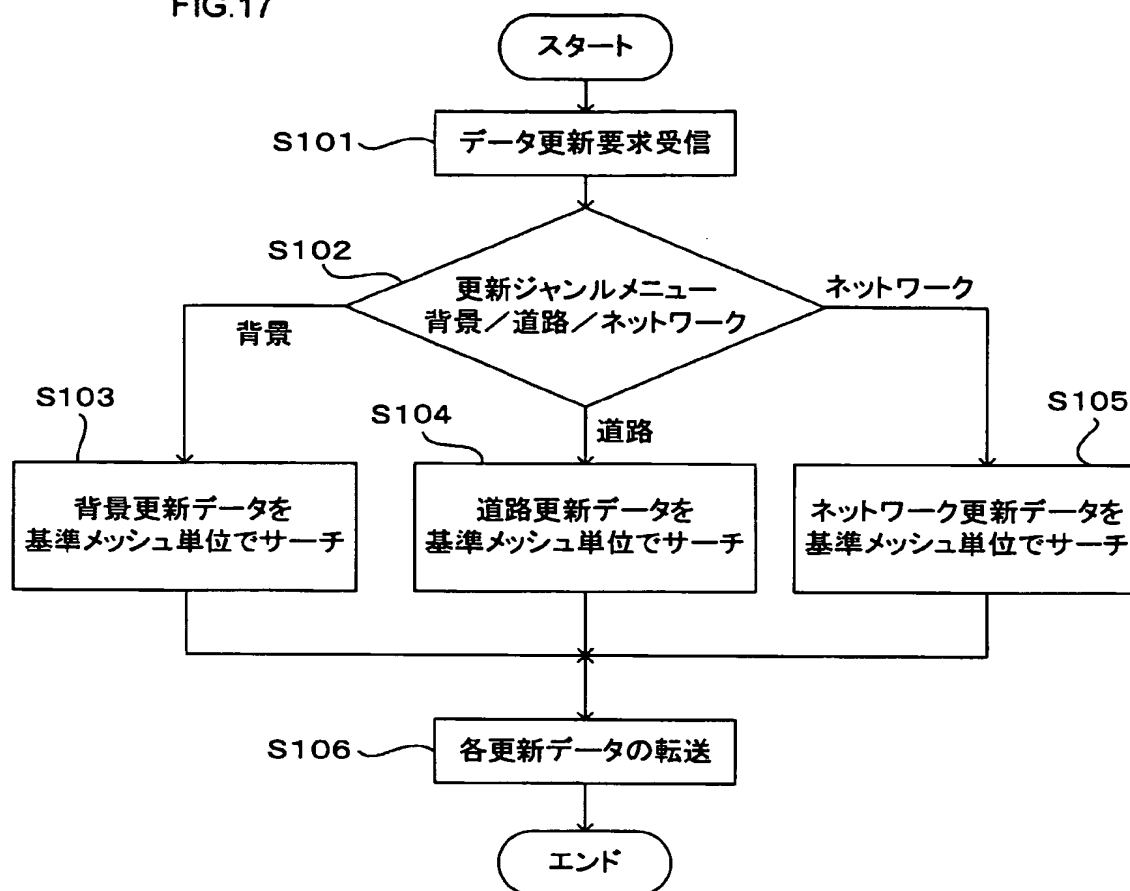 FIG.17
スタート
S101
データ更新要求受信
S102
更新ジャンルメニュー
背景／道路／ネットワーク
背景
道路
ネットワーク
S103
背景更新データを
基準メッシュ単位でサーチ
S104
道路更新データを
基準メッシュ単位でサーチ
S105
ネットワーク更新データを
基準メッシュ単位でサーチ
S106
各更新データの転送
エンド